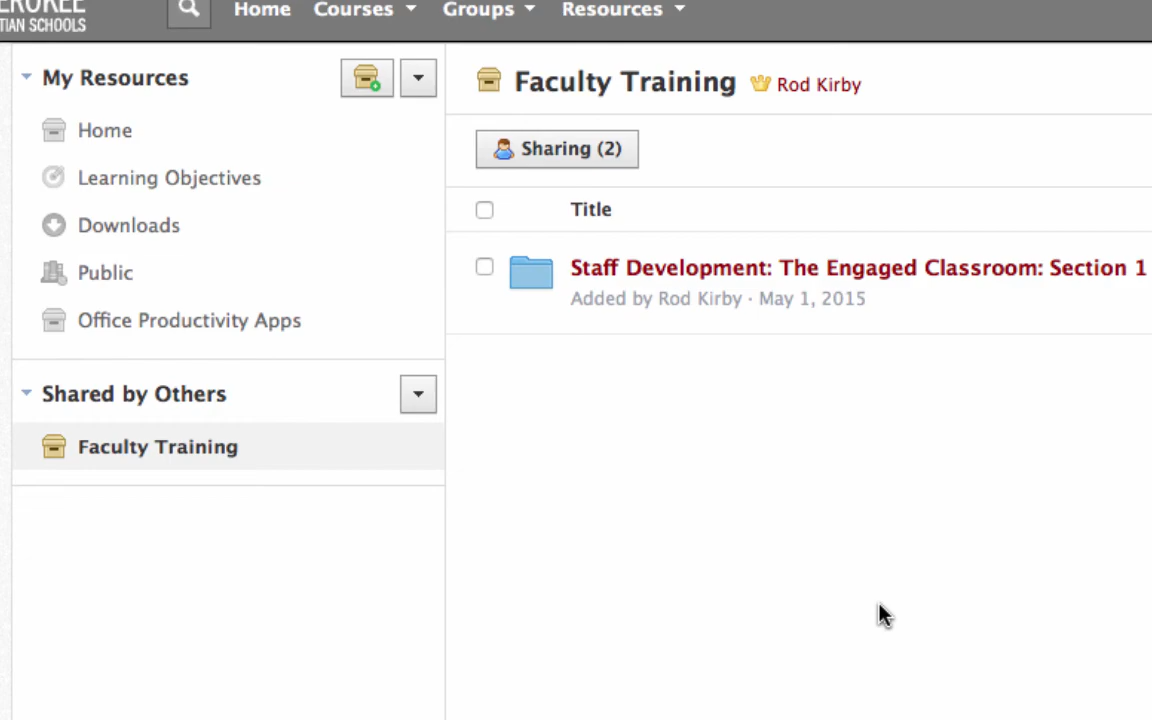 Home Courses Groups Resources
TIAN SCHOOLS
My Resources
Home
Learning Objectives
Downloads
Public
Office Productivity Apps
Shared by Others
Faculty Training
Faculty Training Rod Kirby
Sharing (2)
Title
Staff Development: The Engaged Classroom: Section 1
Added by Rod Kirby · May 1, 2015